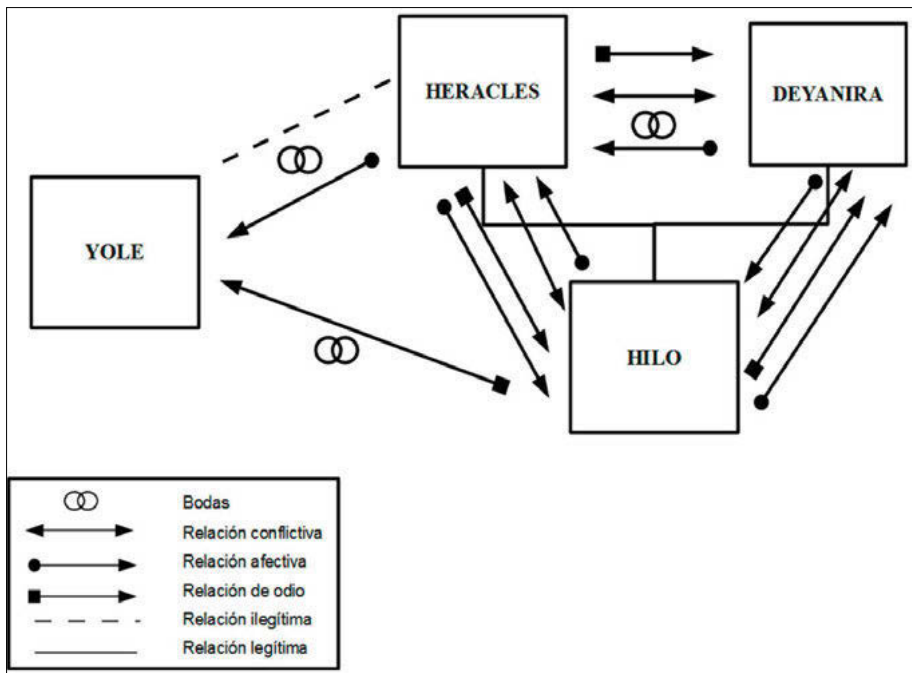 HERACLES
DEYANIRA
YOLE
HILO
Bodas
Relación conflictiva
Relación afectiva
Relación de odio
Relación ilegítima
Relación legítima